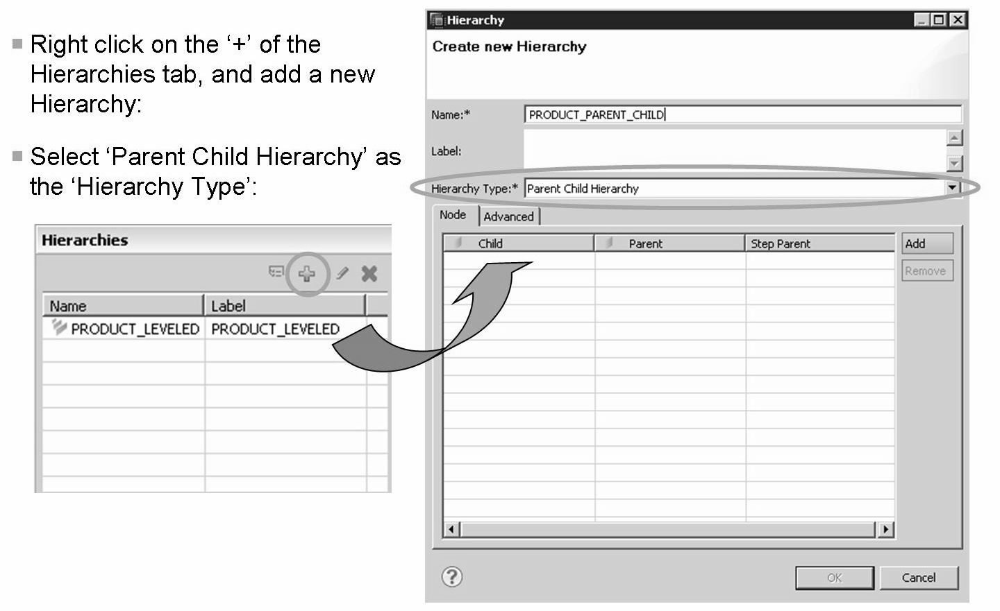 Right click on the ‘+’ of the
Hierarchies tab, and add a new
Hierarchy:
Select ‘Parent Child Hierarchy’ as
the ‘Hierarchy Type’:
Hierarchies
Name Label
PRODUCT_LEVELED PRODUCT_LEVELED
Hierarchy
Create new Hierarchy
Name:* PRODUCT_PARENT_CHILD
Label:
Hierarchy Type:* Parent Child Hierarchy
Node Advanced
Child Parent Step Parent
Add
Remove
OK Cancel